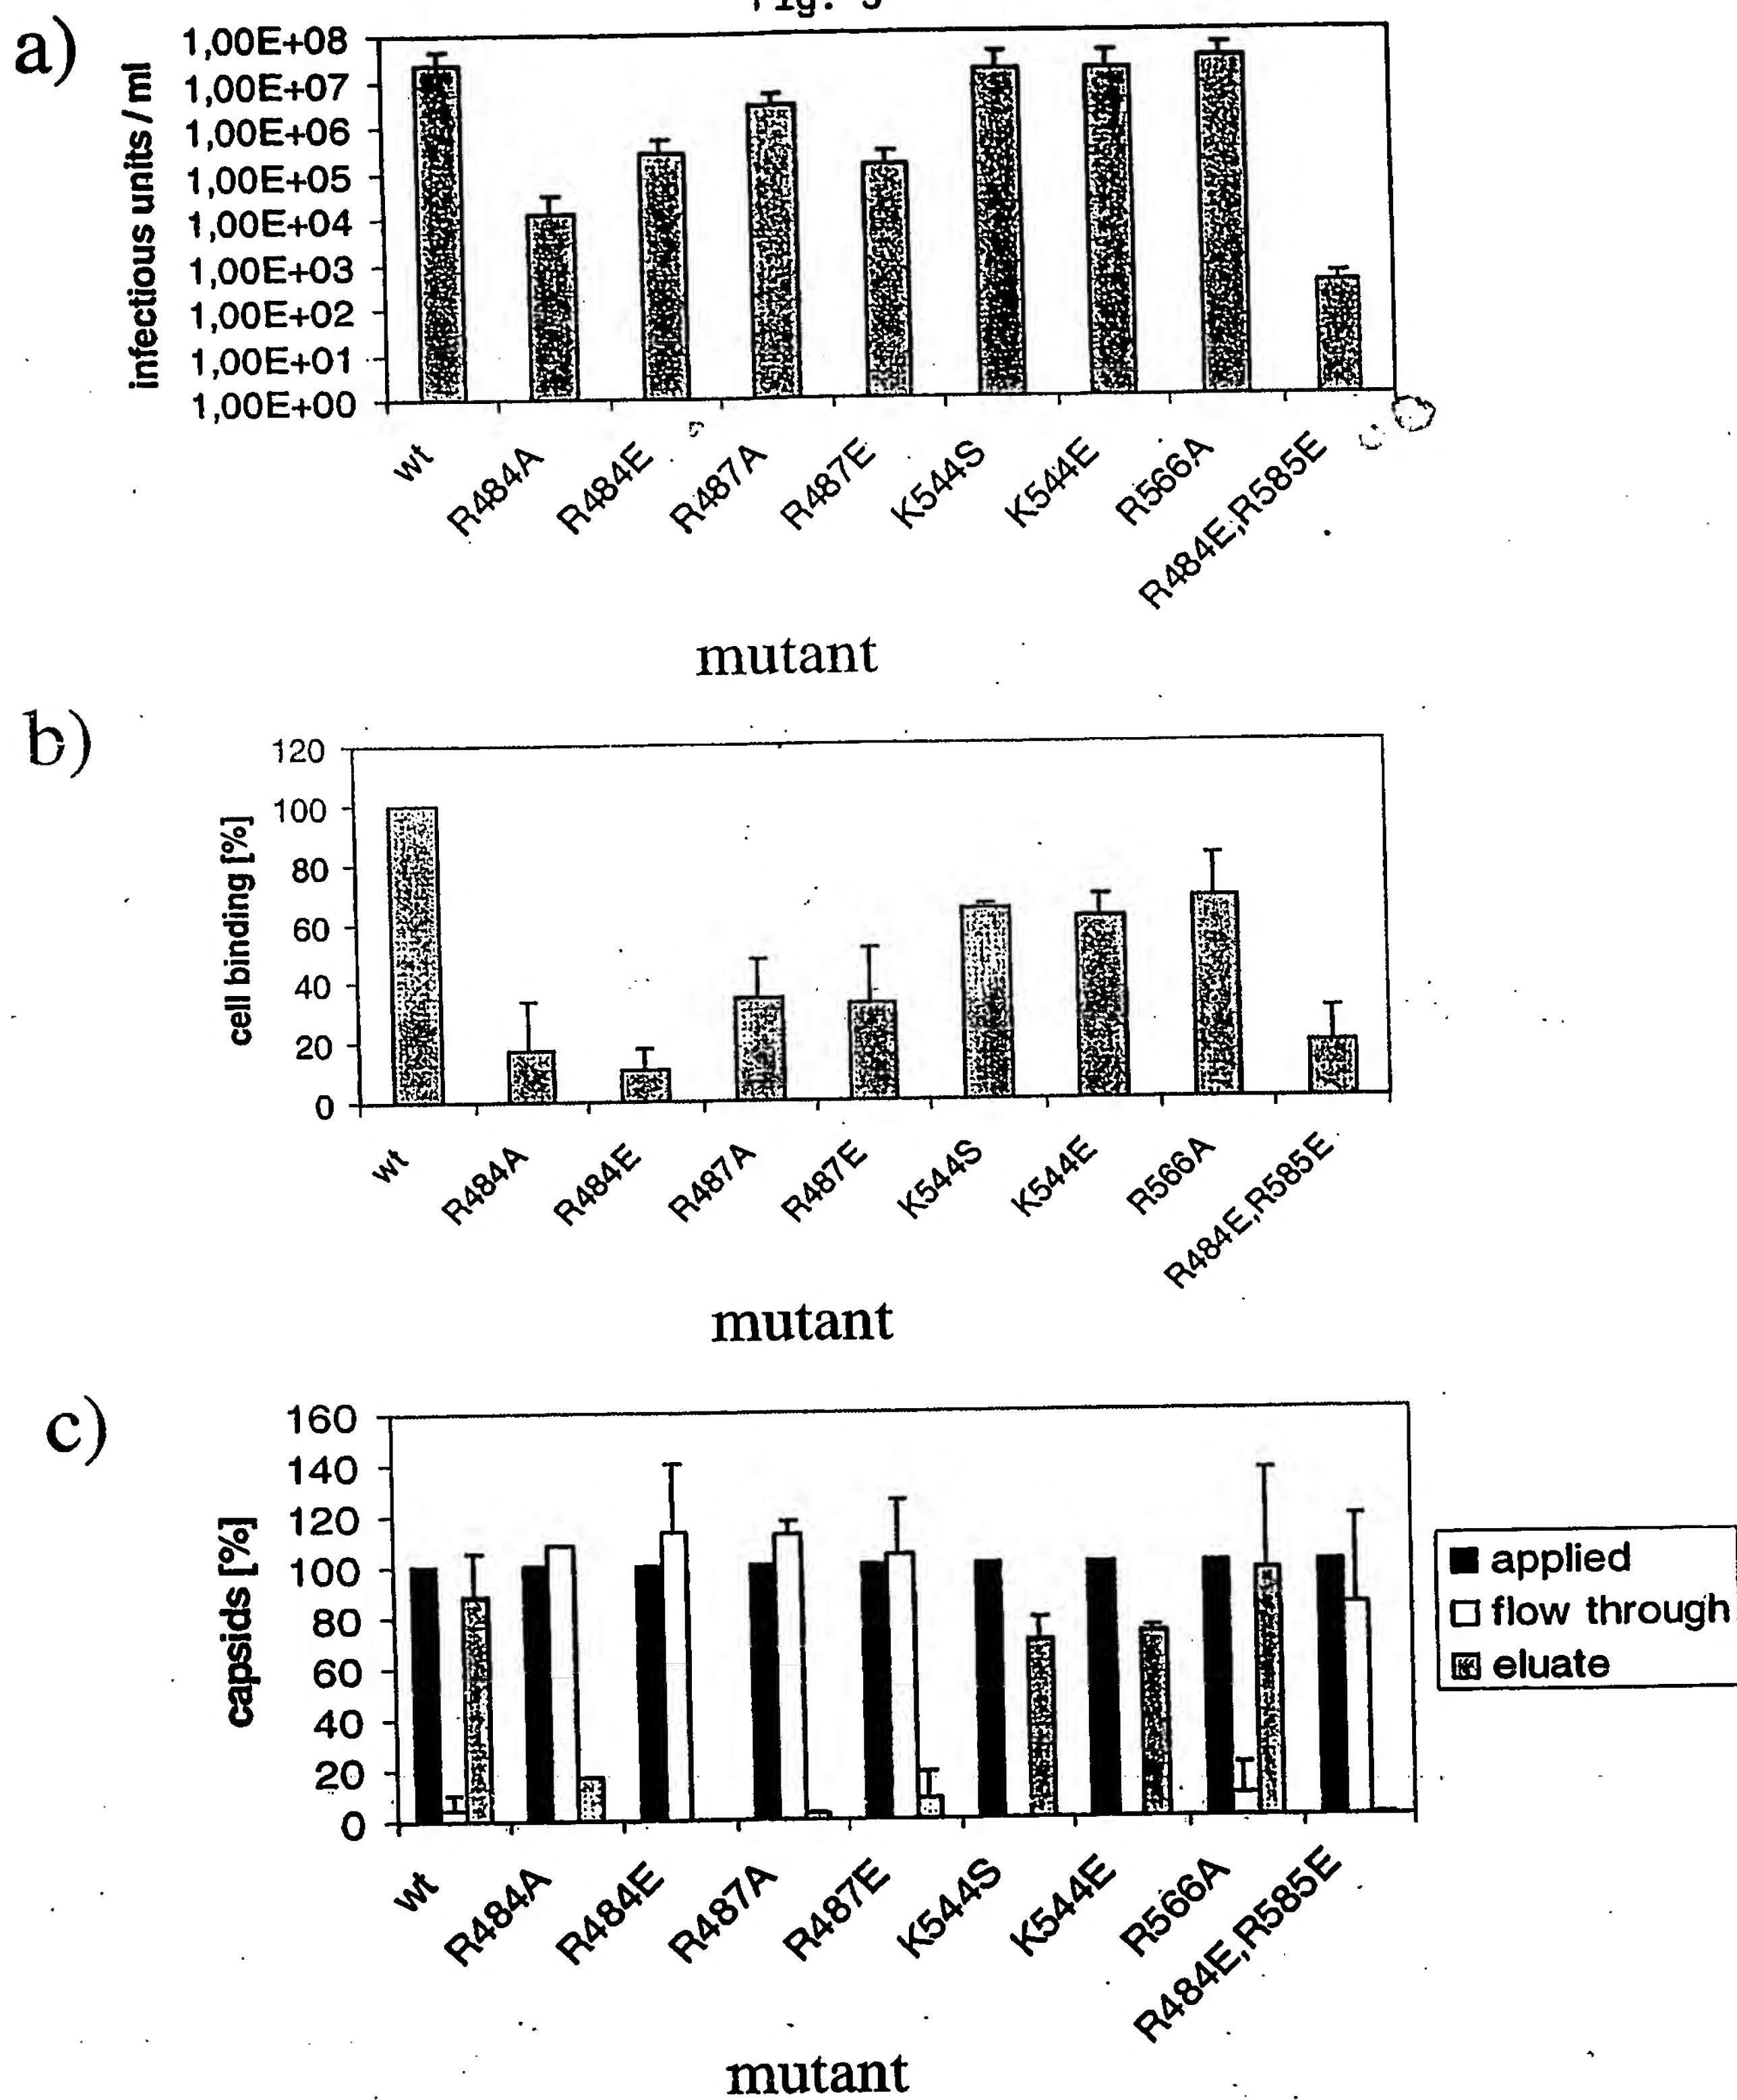 a)
1,00E+08
1,00E+07
1,00E+06
1,00E+05
1,00E+04
1,00E+03
1,00E+02
1,00E+01
1,00E+00
infectious units / ml
wt
R484A
R484E
R487A
R487E
K544S
K544E
R566A
R484E,R585E
mutant
b)
120
100
80
60
40
20
0
cell binding [%]
wt
R484A
R484E
R487A
R487E
K544S
K544E
R566A
R484E,R585E
mutant
c)
160
140
120
100
80
60
40
20
0
capsids [%]
applied
flow through
eluate
wt
R484A
R484E
R487A
R487E
K544S
K544E
R566A
R484E,R585E
mutant